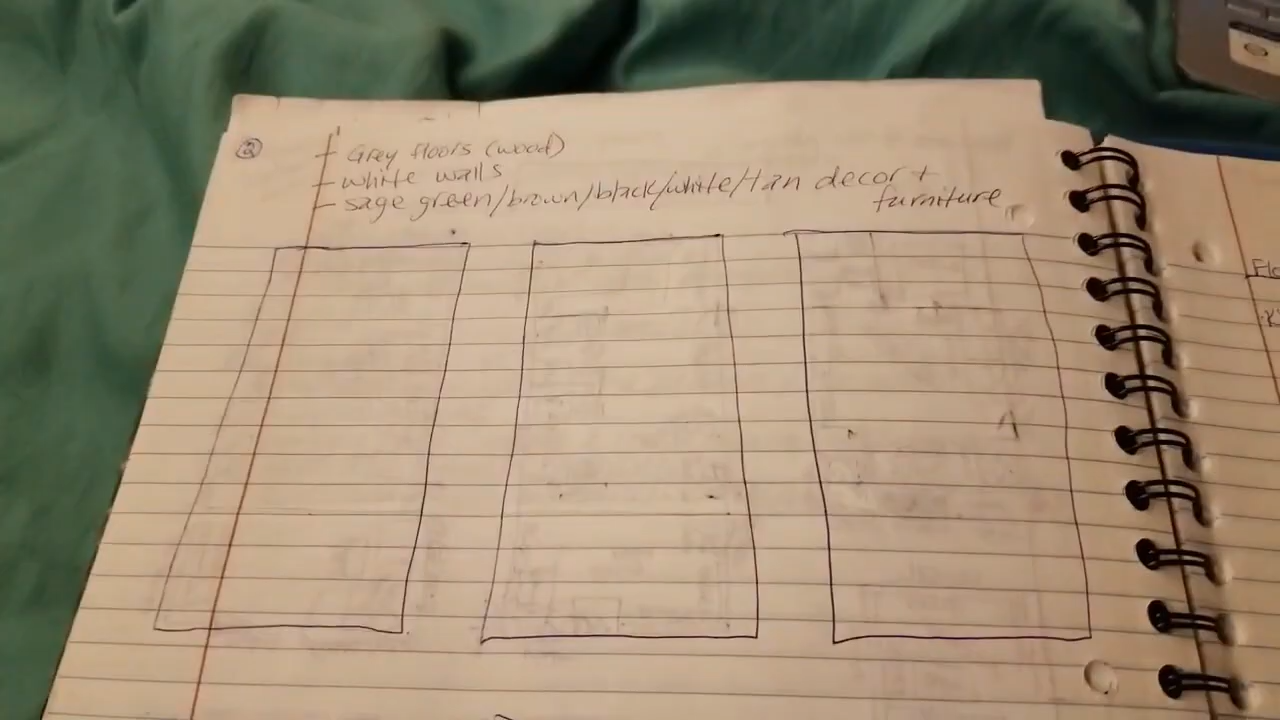 2
- Grey floors (wood)
- white walls
- sage green/brown/black/white/tan decor +
furniture